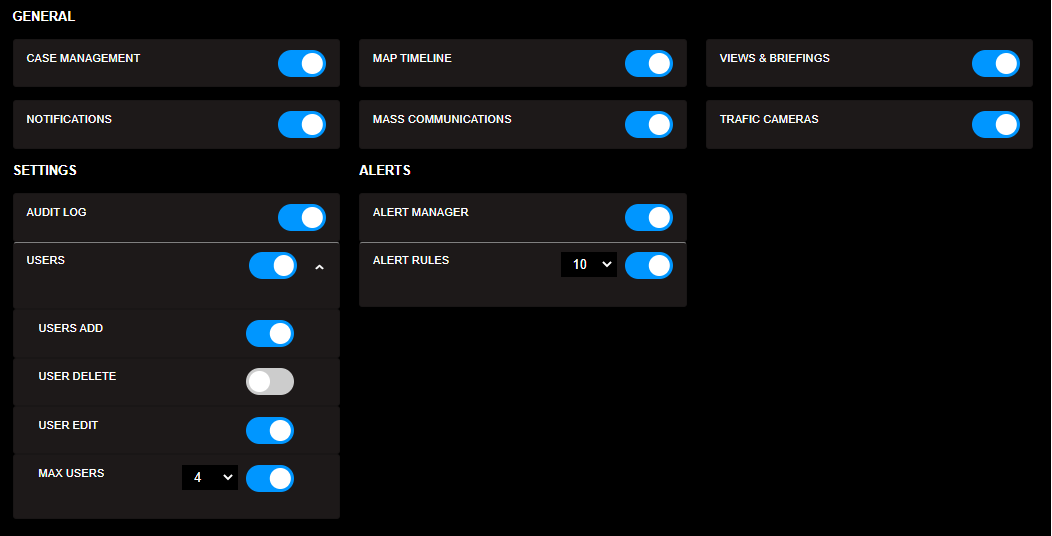 GENERAL
CASE MANAGEMENT
MAP TIMELINE
VIEWS & BRIEFINGS
NOTIFICATIONS
MASS COMMUNICATIONS
TRAFIC CAMERAS
SETTINGS
AUDIT LOG
USERS
USERS ADD
USER DELETE
USER EDIT
MAX USERS 4
ALERTS
ALERT MANAGER
ALERT RULES 10